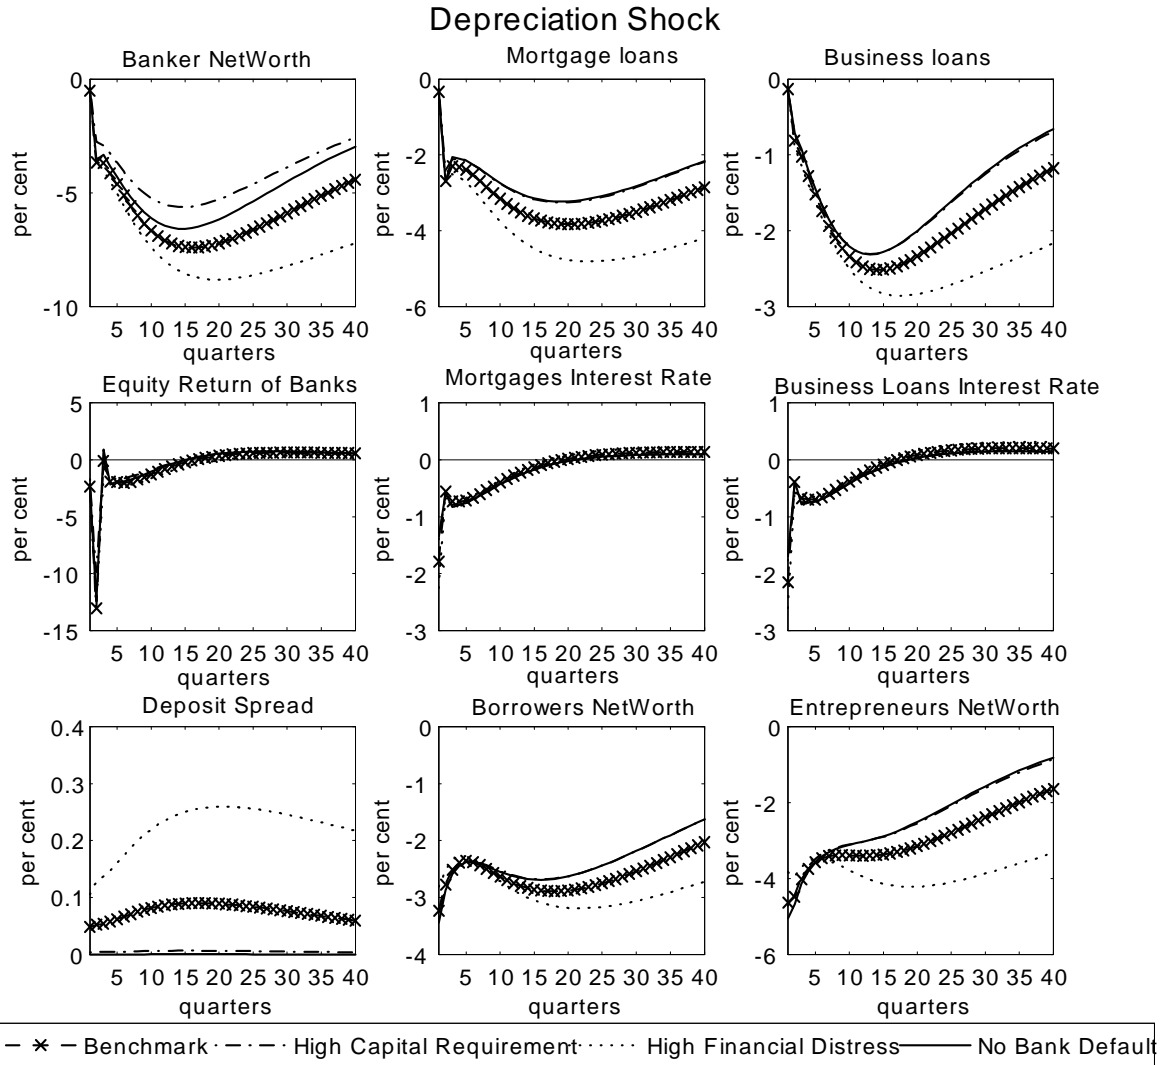 Depreciation Shock
Banker NetWorth
Mortgage loans
Business loans
0
-5
-10
per cent
5 10 15 20 25 30 35 40
quarters
0
-2
-4
-6
per cent
5 10 15 20 25 30 35 40
quarters
0
-1
-2
-3
per cent
5 10 15 20 25 30 35 40
quarters
Equity Return of Banks
Mortgages Interest Rate
Business Loans Interest Rate
5
0
-5
-10
-15
per cent
5 10 15 20 25 30 35 40
quarters
1
0
-1
-2
-3
per cent
5 10 15 20 25 30 35 40
quarters
1
0
-1
-2
-3
per cent
5 10 15 20 25 30 35 40
quarters
Deposit Spread
Borrowers NetWorth
Entrepreneurs NetWorth
0.4
0.3
0.2
0.1
0
per cent
5 10 15 20 25 30 35 40
quarters
0
-1
-2
-3
-4
per cent
5 10 15 20 25 30 35 40
quarters
0
-2
-4
-6
per cent
5 10 15 20 25 30 35 40
quarters
Benchmark High Capital Requirement High Financial Distress No Bank Default